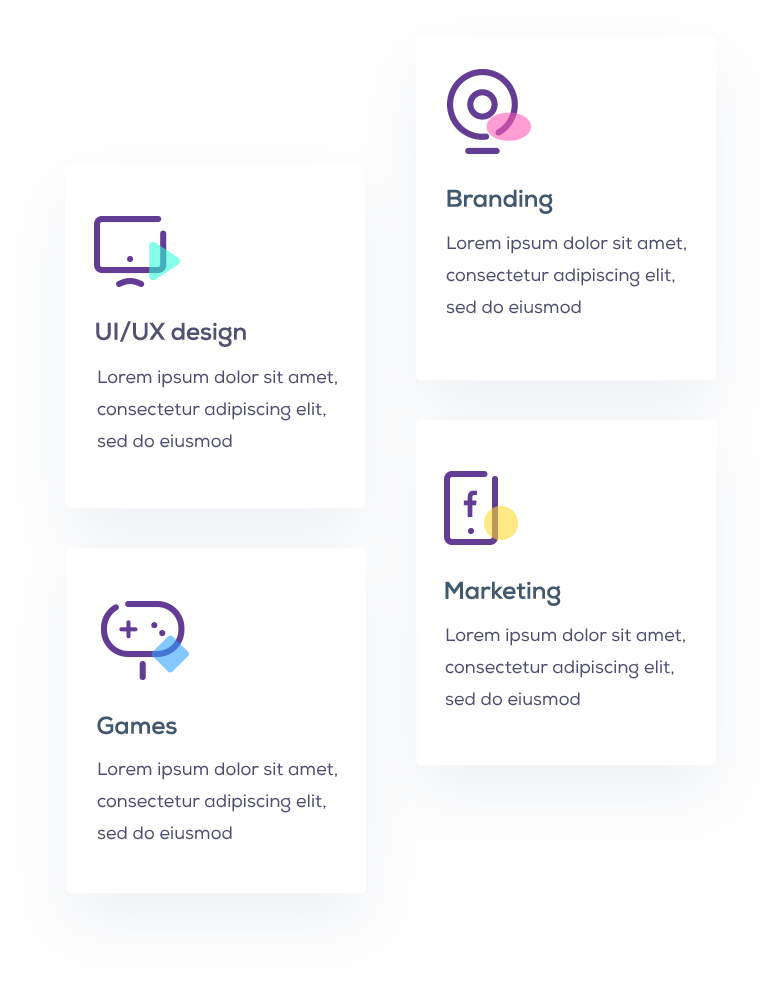 UI/UX design
Lorem ipsum dolor sit amet,
consectetur adipiscing elit,
sed do eiusmod
Games
Lorem ipsum dolor sit amet,
consectetur adipiscing elit,
sed do eiusmod
Branding
Lorem ipsum dolor sit amet,
consectetur adipiscing elit,
sed do eiusmod
Marketing
Lorem ipsum dolor sit amet,
consectetur adipiscing elit,
sed do eiusmod